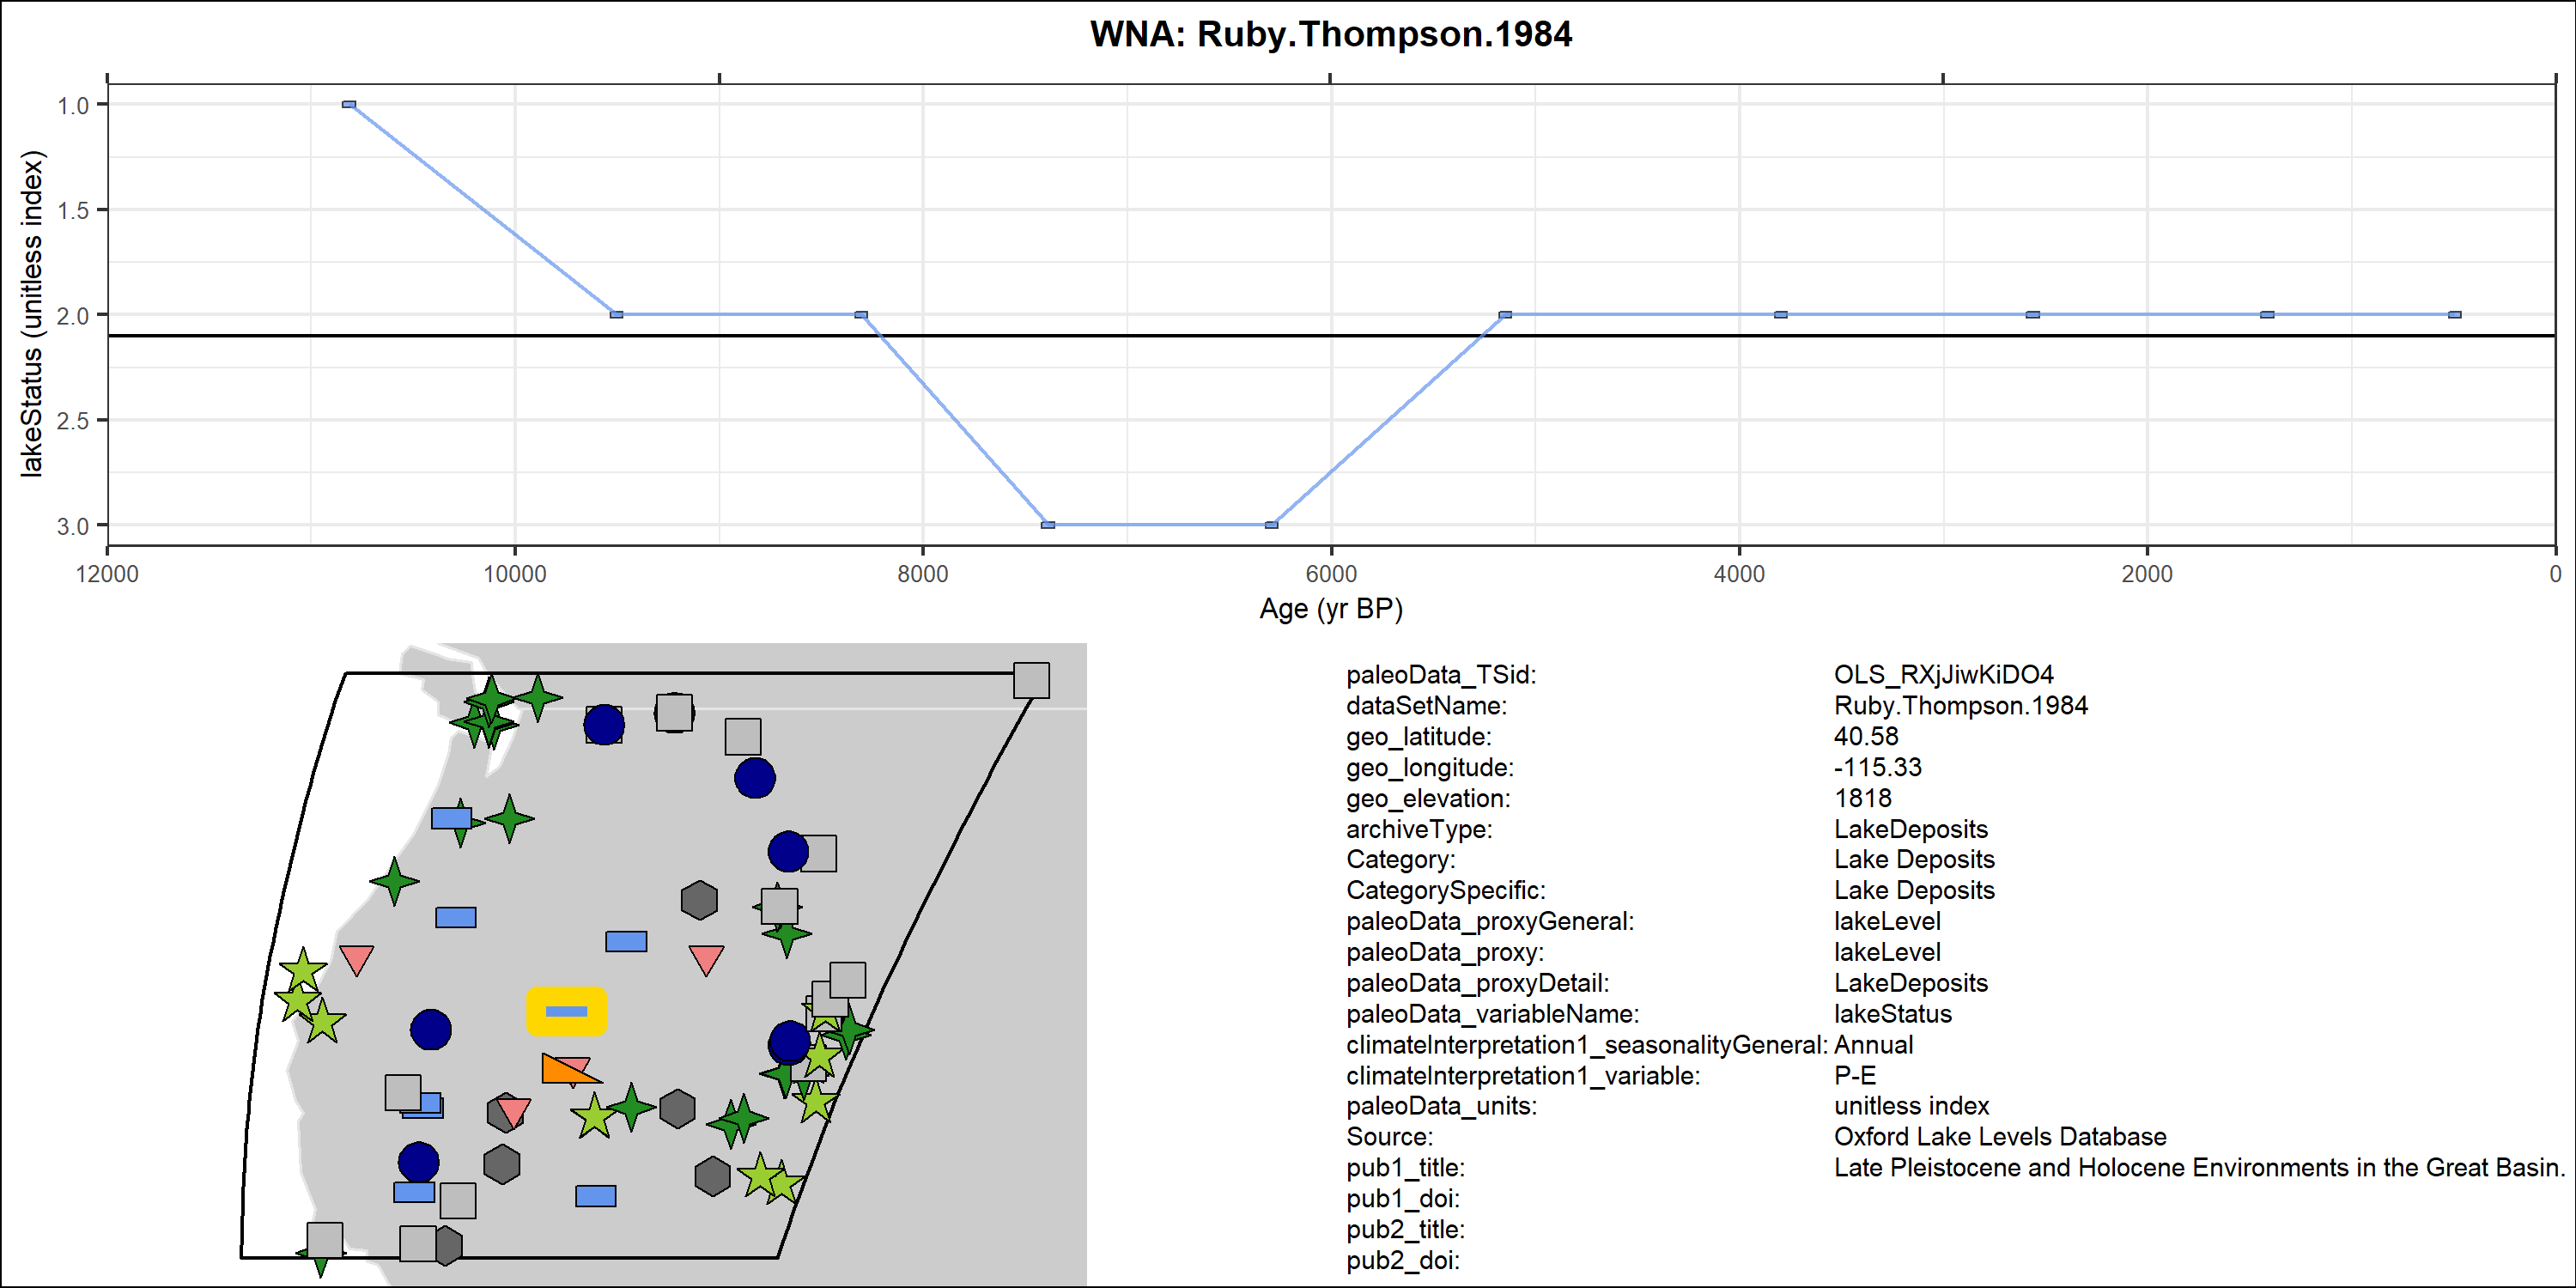 WNA: Ruby.Thompson.1984
lakeStatus (unitless index)
1.0
1.5
2.0
2.5
3.0
12000 10000 8000 6000 4000 2000 0
Age (yr BP)
paleoData_TSid: OLS_RXjJiwKiDO4
dataSetName: Ruby.Thompson.1984
geo_latitude: 40.58
geo_longitude: -115.33
geo_elevation: 1818
archiveType: LakeDeposits
Category: Lake Deposits
CategorySpecific: Lake Deposits
paleoData_proxyGeneral: lakeLevel
paleoData_proxy: lakeLevel
paleoData_proxyDetail: LakeDeposits
paleoData_variableName: lakeStatus
climateInterpretation1_seasonalityGeneral: Annual
climateInterpretation1_variable: P-E
paleoData_units: unitless index
Source: Oxford Lake Levels Database
pub1_title: Late Pleistocene and Holocene Environments in the Great Basin.
pub1_doi:
pub2_title:
pub2_doi: